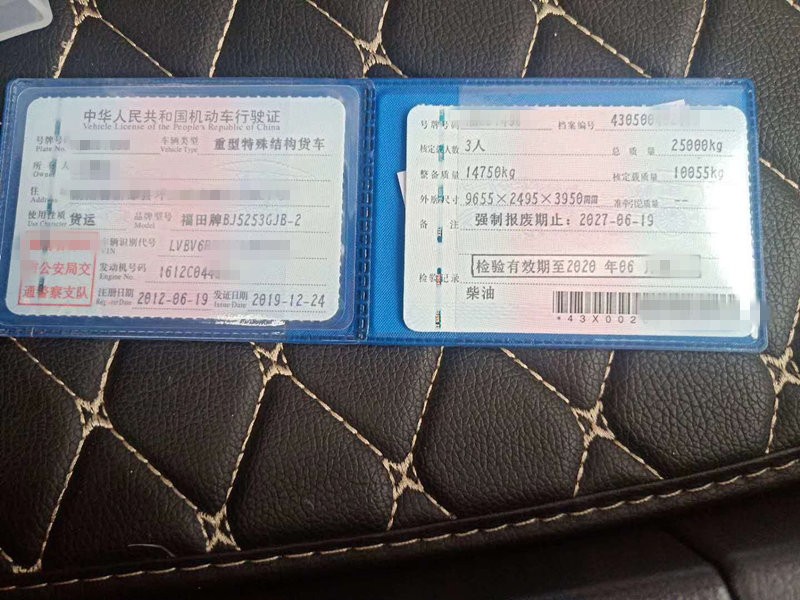 中华人民共和国机动车行驶证
Vehicle License of the People's Republic of China
号牌号
Plate No.
车辆类型
Vehicle Type
重型特殊结构货车
所
人
Owner
住
Address
使用性质
Use Character
货运
品牌型号
Model
福田牌BJ5253GJB-2
车辆识别代号
VIN
LVBV6
公安局交
通警察支队
发动机号码
Engine No.
1612C04
注册日期
Register Date
2012-06-19
发证日期
Issue Date
2019-12-24
号牌号码
档案编号
430500
核定载人数
3人
总质量
25000kg
整备质量
14750kg
核定载质量
10055kg
外廓尺寸
9655×2495×3950
准牵引总质量
--
备注
强制报废期止：2027-06-19
检验记录
检验有效期至2020 年06
柴油
*43X002